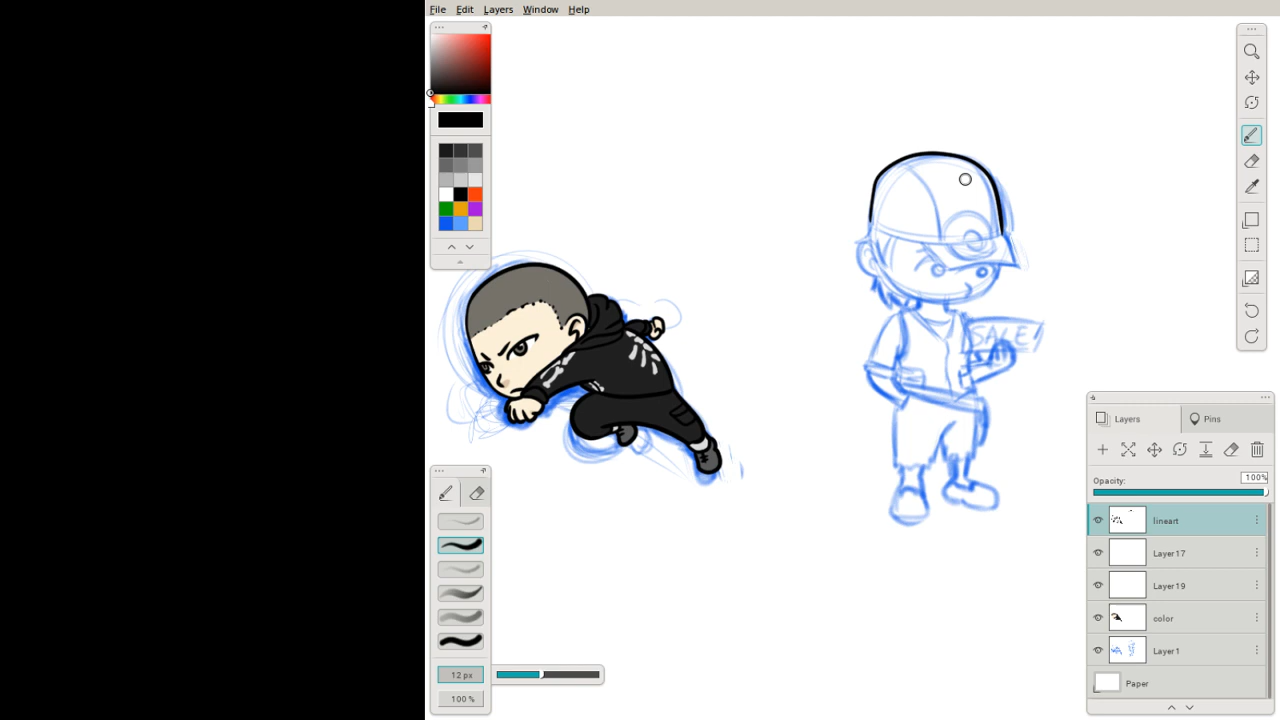 File Edit Layers Window Help
SALE!
Layers Pins
Opacity: 100%
lineart
Layer17
Layer19
color
Layer1
Paper
12 px
100 %